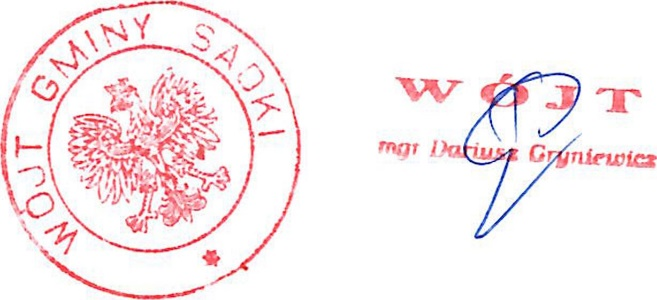 WÓJT GMINY SADKI
WÓJT
mgr Dariusz Gryniewicz